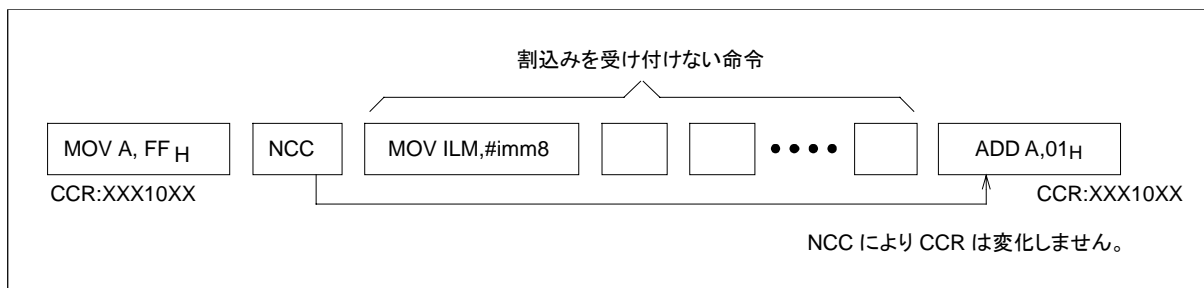 割込みを受け付けない命令
MOV A, FFH NCC MOV ILM,#imm8 •••• ADD A,01H
CCR:XXX10XX CCR:XXX10XX
NCC により CCR は変化しません。